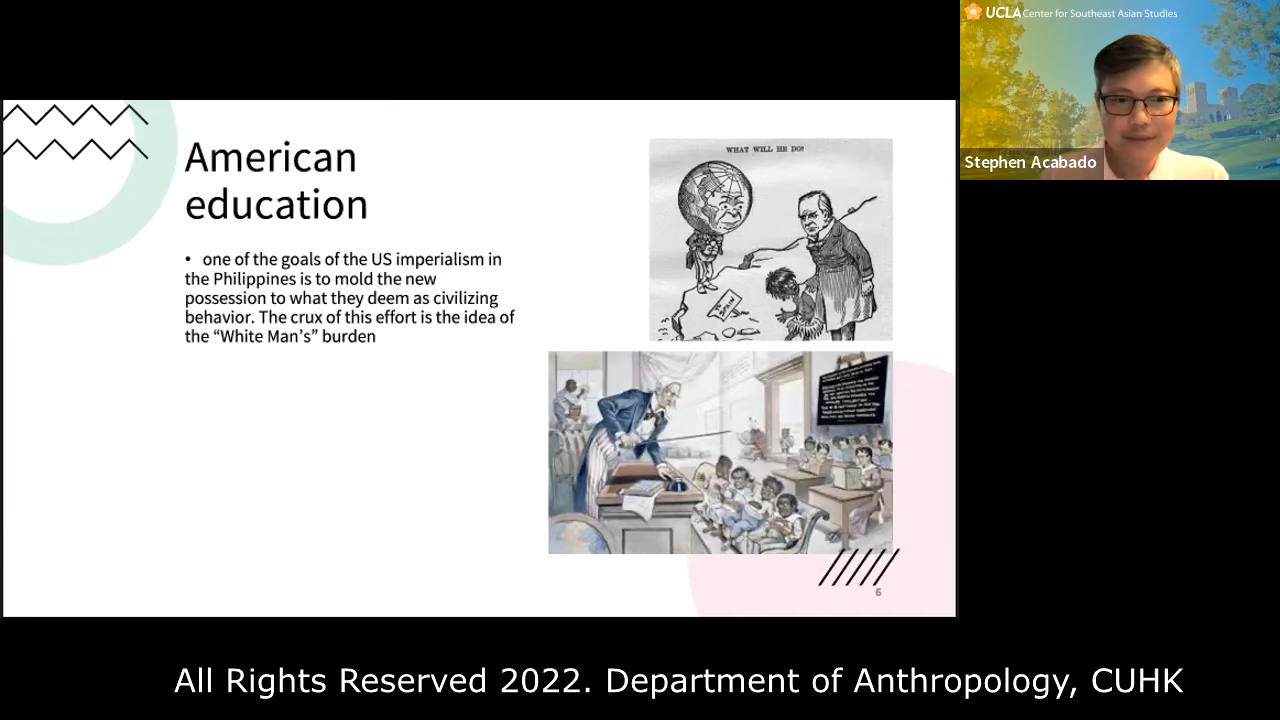 UCLA Center for Southeast Asian Studies
Stephen Acabado
American
education
• one of the goals of the US imperialism in
the Philippines is to mold the new
possession to what they deem as civilizing
behavior. The crux of this effort is the idea of
the “White Man’s” burden
WHAT WILL HE DO?
TO SPAIN
6
All Rights Reserved 2022. Department of Anthropology, CUHK